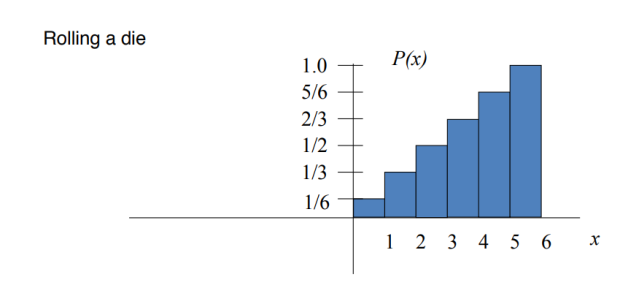 Rolling a die
P(x)
1.0
5/6
2/3
1/2
1/3
1/6
1 2 3 4 5 6 x